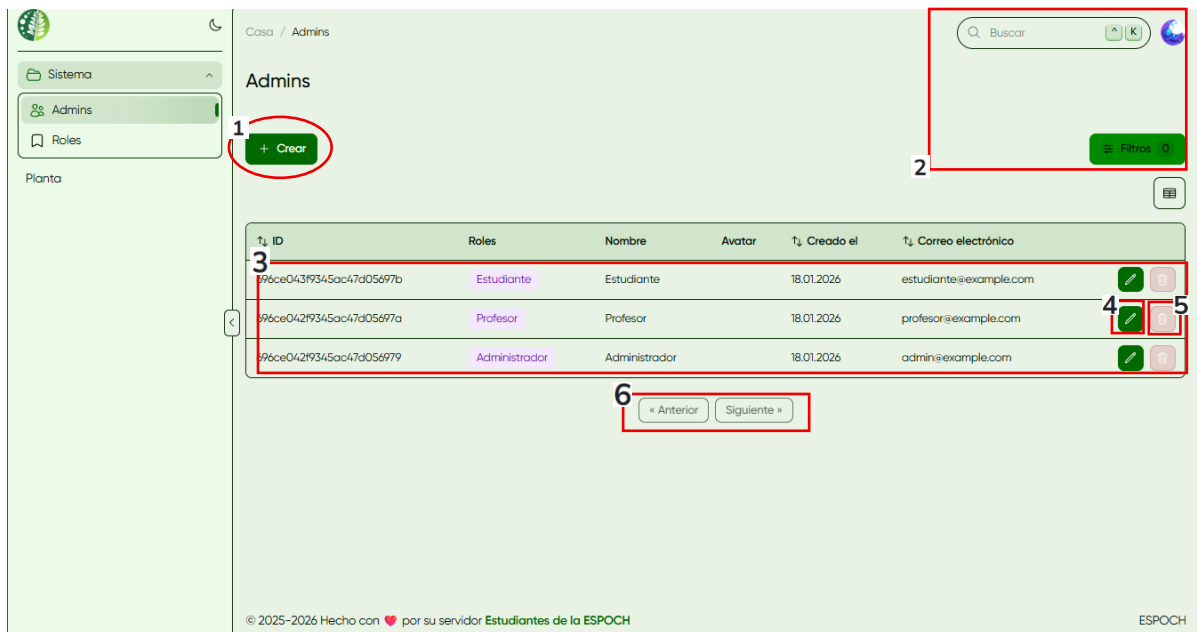 Casa / Admins
Buscar ^ K
Sistema
Admins
Roles
Planta
Admins
1
+ Crear
2
Filtros 0
ID Roles Nombre Avatar Creado el Correo electrónico
3
696ce043f9345ac47d05697b Estudiante Estudiante 18.01.2026 estudiante@example.com
4
5
696ce042f9345ac47d05697a Profesor Profesor 18.01.2026 profesor@example.com
696ce042f9345ac47d056979 Administrador Administrador 18.01.2026 admin@example.com
6
« Anterior Siguiente »
© 2025-2026 Hecho con ❤ por su servidor Estudiantes de la ESPOCH
ESPOCH